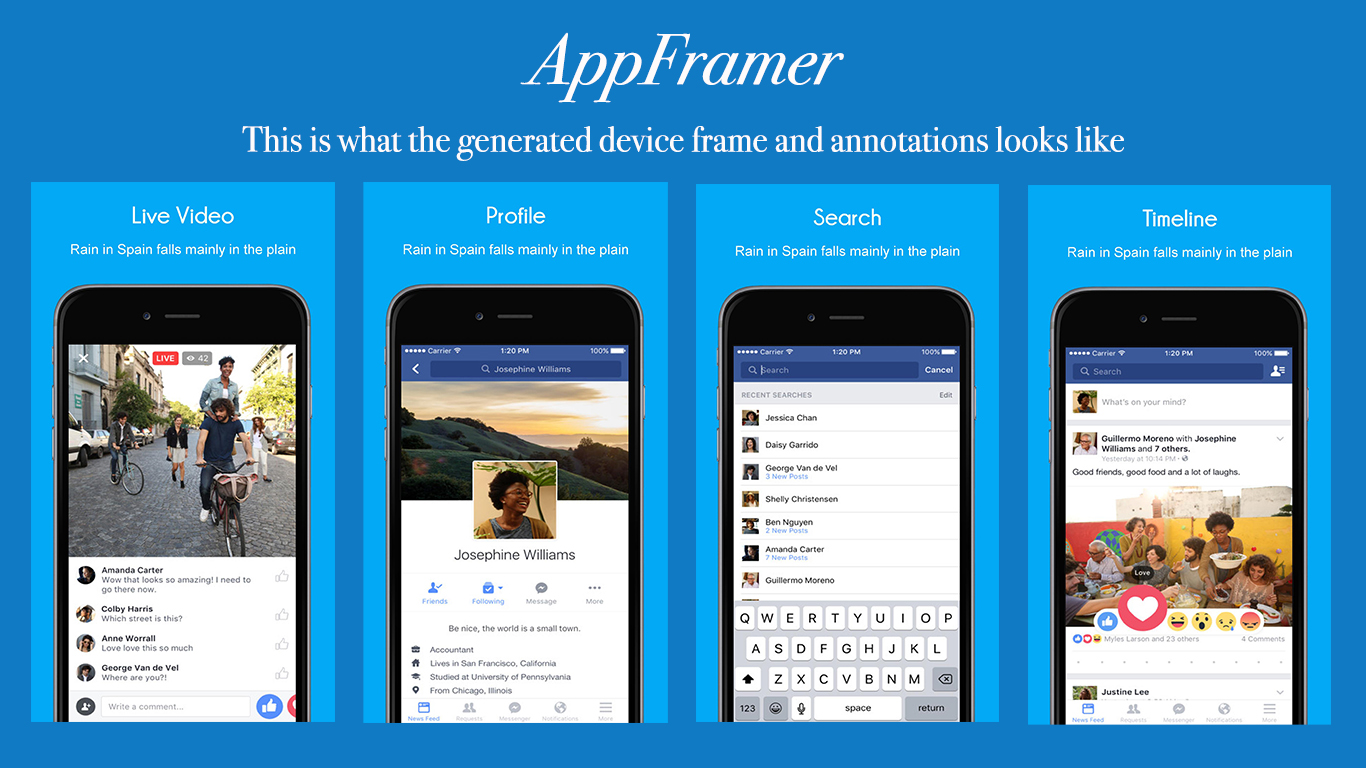 AppFramer
This is what the generated device frame and annotations looks like
Live Video
Rain in Spain falls mainly in the plain
LIVE 42
Amanda Carter
Wow that looks so amazing! I need to
go there now.
Colby Harris
Which street is this?
Anne Worrall
Love love this so much
George Van de Vel
Where are you?!
Write a comment...
Profile
Rain in Spain falls mainly in the plain
Carrier 1:20 PM 100%
Josephine Williams
Josephine Williams
Friends Following Message More
Be nice, the world is a small town.
Accountant
Lives in San Francisco, California
Studied at University of Pennsylvania
From Chicago, Illinois
News Feed Requests Messenger Notifications More
Search
Rain in Spain falls mainly in the plain
Carrier 1:20 PM 100%
Search Cancel
RECENT SEARCHES Edit
Jessica Chan
Daisy Garrido
George Van de Vel
3 New Posts
Shelly Christensen
Ben Nguyen
2 New Posts
Amanda Carter
7 New Posts
Guillermo Moreno
Q W E R T Y U I O P
A S D F G H J K L
Z X C V B N M
123 space return
Timeline
Rain in Spain falls mainly in the plain
Carrier 1:20 PM 100%
Search
What's on your mind?
Guillermo Moreno with Josephine
Williams and 7 others.
Yesterday at 10:14 PM ·
Good friends, good food and a lot of laughs.
Love
Myles Larson and 23 others 4 Comments
Justine Lee
News Feed Requests Messenger Notifications More